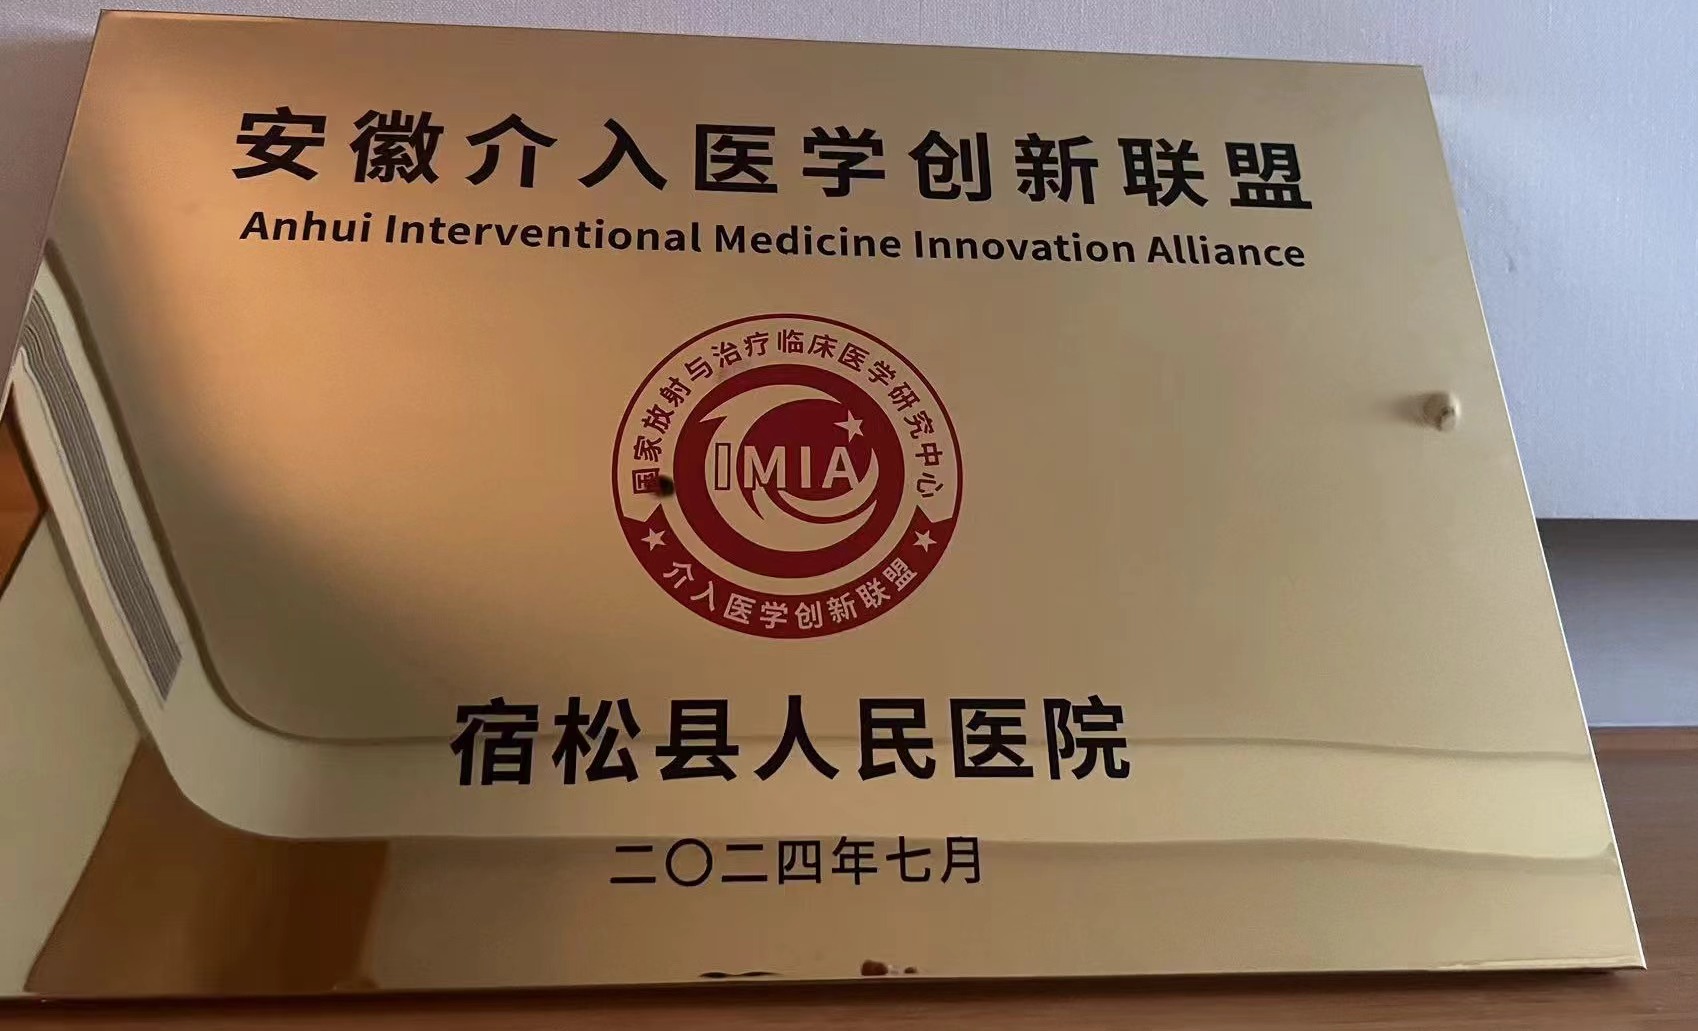 安徽介入医学创新联盟
Anhui Interventional Medicine Innovation Alliance
国家放射与治疗临床医学研究中心
IMIA
介入医学创新联盟
宿松县人民医院
二〇二四年七月